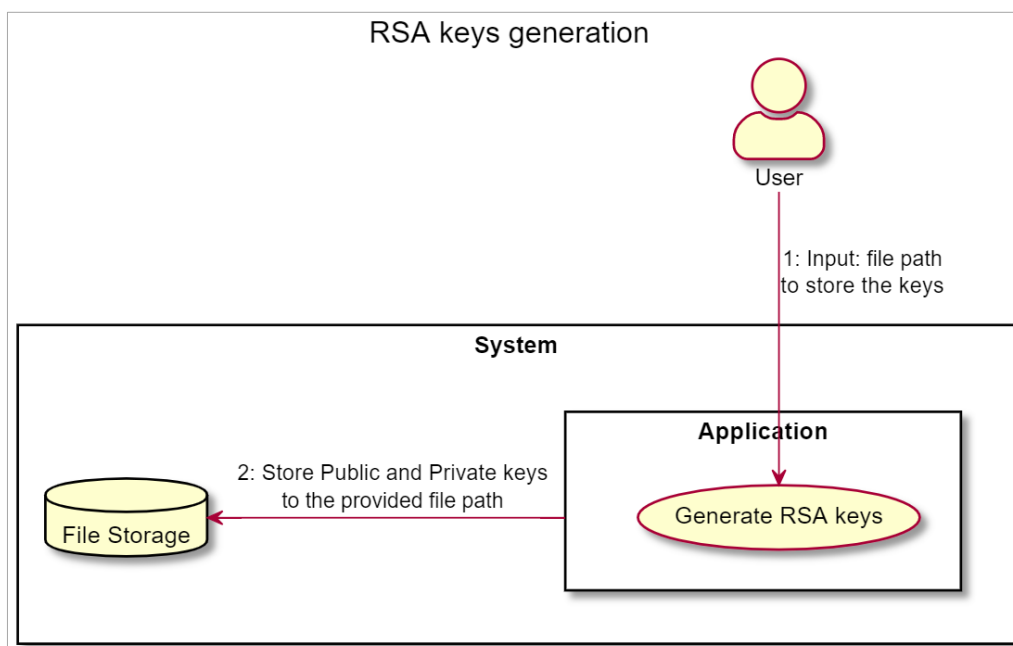 RSA keys generation
User
1: Input: file path
to store the keys
System
Application
2: Store Public and Private keys
to the provided file path
Generate RSA keys
File Storage